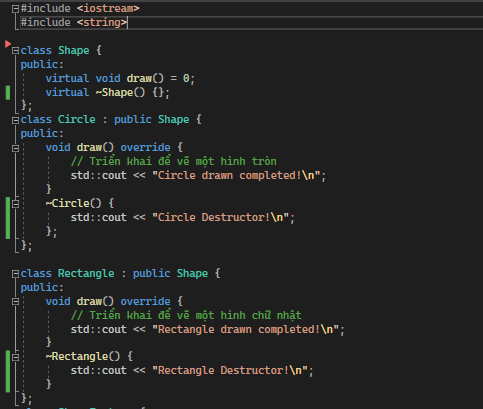 #include <iostream>
#include <string>
class Shape {
public:
    virtual void draw() = 0;
    virtual ~Shape() {};
};
class Circle : public Shape {
public:
    void draw() override {
        // Triển khai để vẽ một hình tròn
        std::cout << "Circle drawn completed!\n";
    }
    ~Circle() {
        std::cout << "Circle Destructor!\n";
    };
};
class Rectangle : public Shape {
public:
    void draw() override {
        // Triển khai để vẽ một hình chữ nhật
        std::cout << "Rectangle drawn completed!\n";
    }
    ~Rectangle() {
        std::cout << "Rectangle Destructor!\n";
    }
};